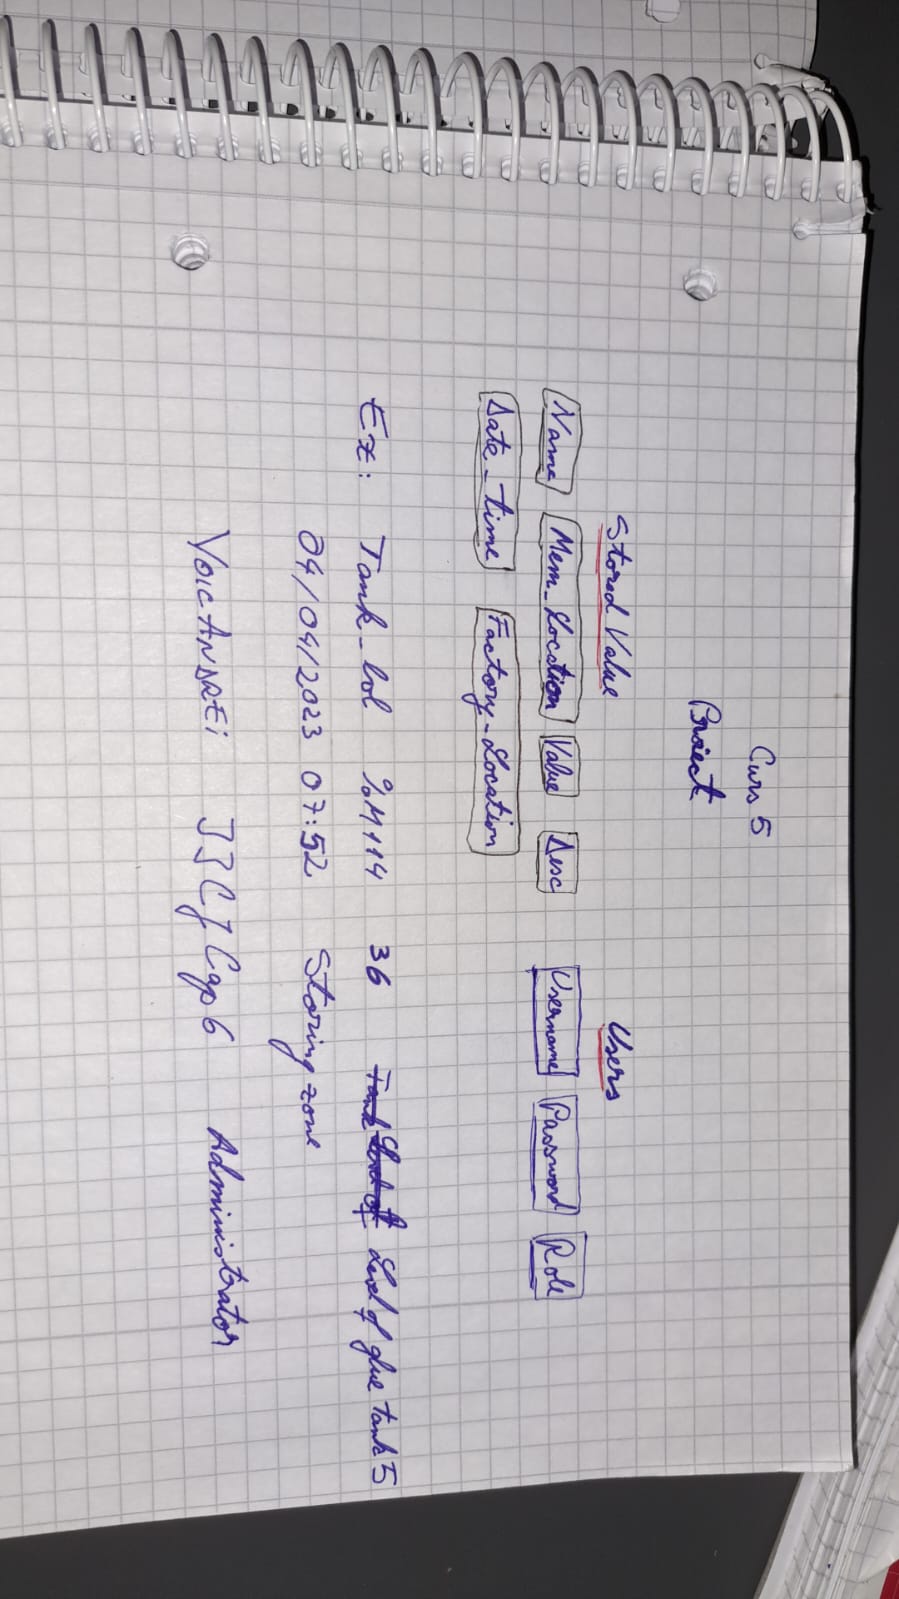 Curs 5
Proiect
Stored Value Users
Name Mem_Location Value Desc Username Password Role
Date_time Factory_Location
Ex: Tank_lvl %M114 36 Tank Level of Level of glue tank 5
04/04/2023 07:52 Storing zone
VOICANDREi JJCJCap6 Administrator